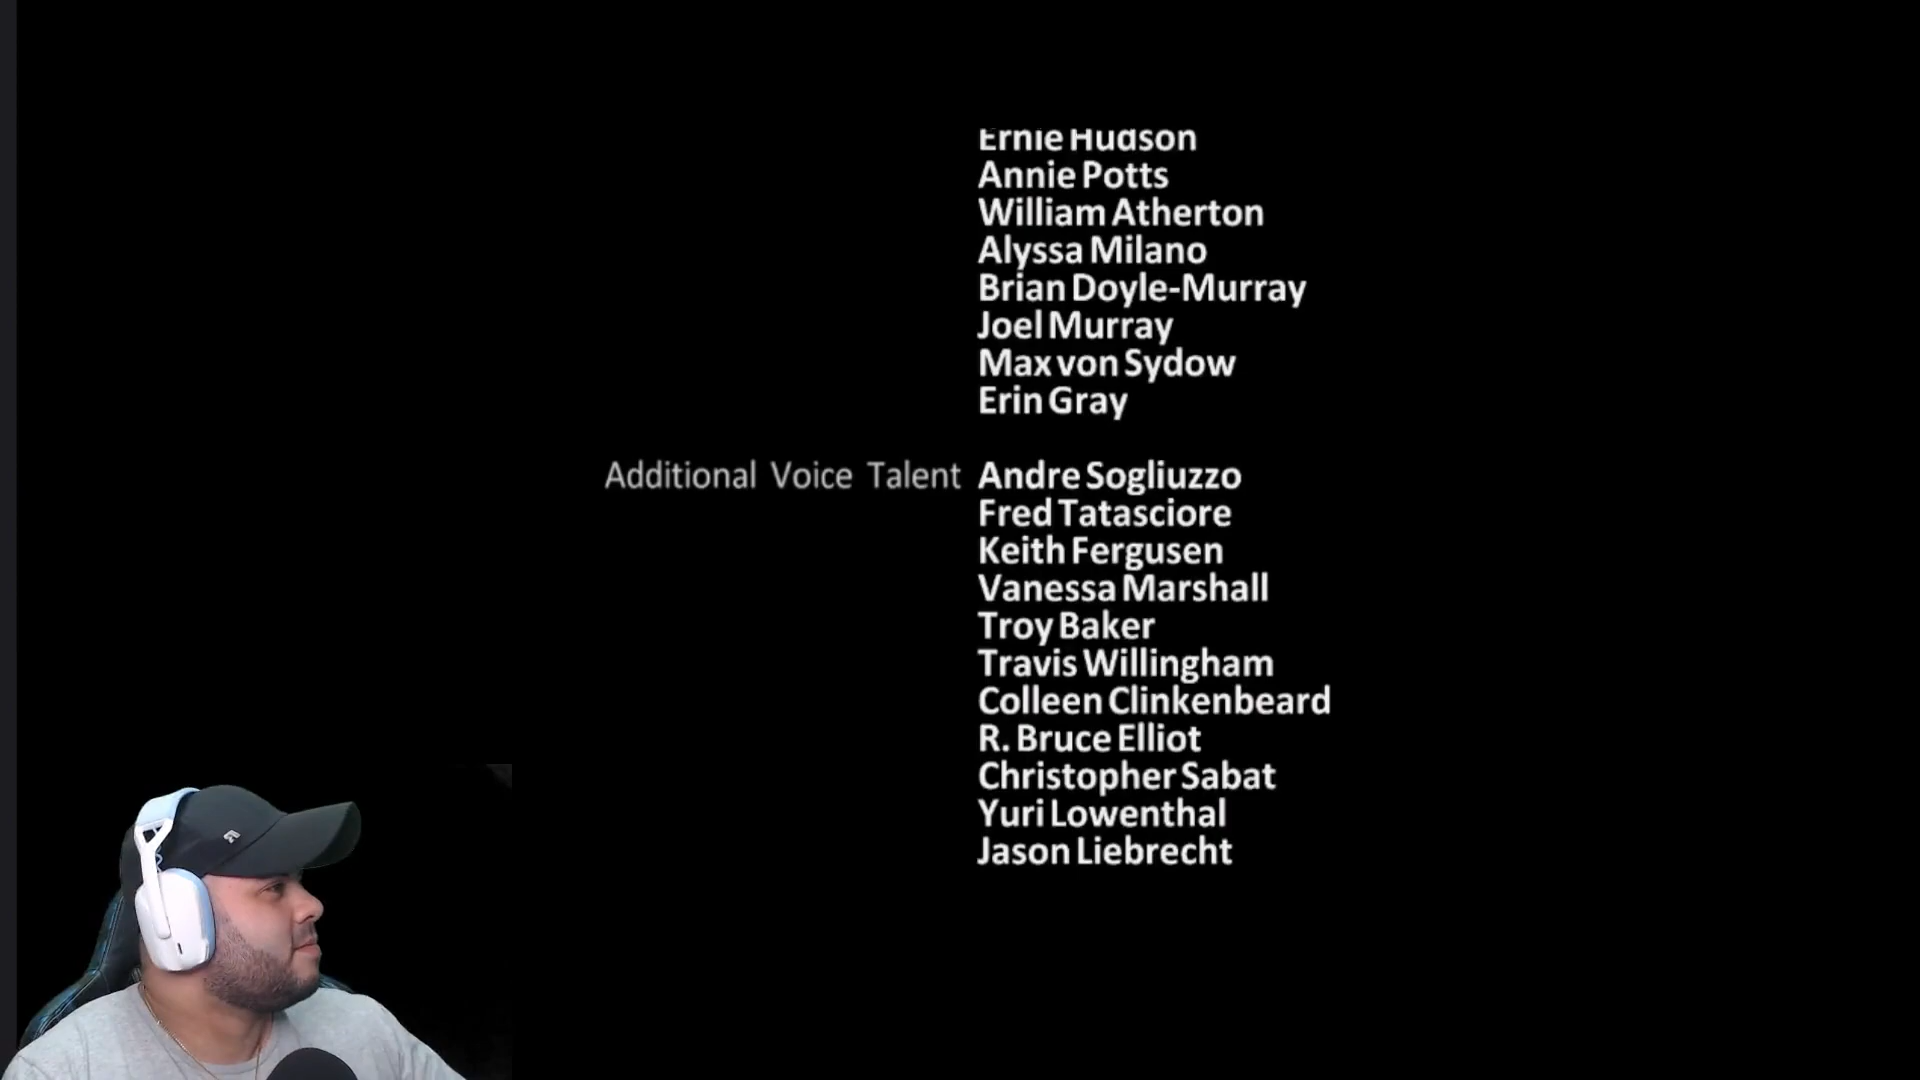 Ernie Hudson
Annie Potts
William Atherton
Alyssa Milano
Brian Doyle-Murray
Joel Murray
Max von Sydow
Erin Gray
Additional Voice Talent Andre Sogliuzzo
Fred Tatasciore
Keith Fergusen
Vanessa Marshall
Troy Baker
Travis Willingham
Colleen Clinkenbeard
R. Bruce Elliot
Christopher Sabat
Yuri Lowenthal
Jason Liebrecht